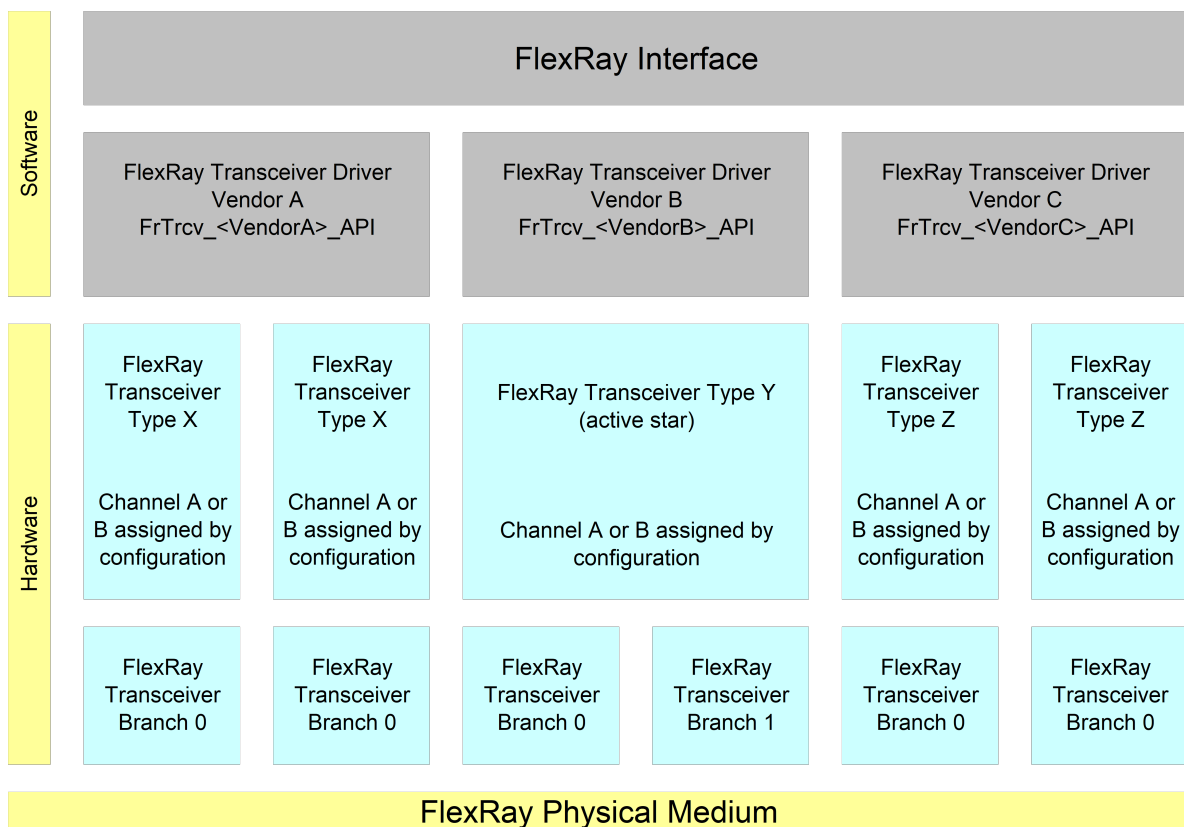 FlexRay Interface
Software
FlexRay Transceiver Driver
Vendor A
FrTrcv_<VendorA>_API
FlexRay Transceiver Driver
Vendor B
FrTrcv_<VendorB>_API
FlexRay Transceiver Driver
Vendor C
FrTrcv_<VendorC>_API
Hardware
FlexRay
Transceiver
Type X
Channel A or
B assigned by
configuration
FlexRay
Transceiver
Type X
Channel A or
B assigned by
configuration
FlexRay Transceiver Type Y
(active star)
Channel A or B assigned by
configuration
FlexRay
Transceiver
Type Z
Channel A or
B assigned by
configuration
FlexRay
Transceiver
Type Z
Channel A or
B assigned by
configuration
FlexRay
Transceiver
Branch 0
FlexRay
Transceiver
Branch 0
FlexRay
Transceiver
Branch 0
FlexRay
Transceiver
Branch 1
FlexRay
Transceiver
Branch 0
FlexRay
Transceiver
Branch 0
FlexRay Physical Medium